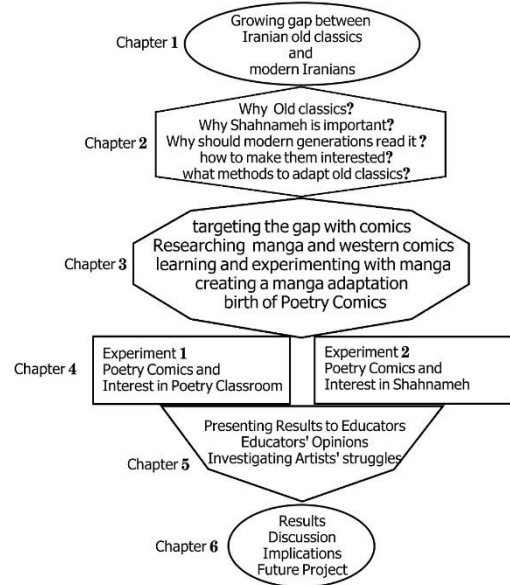 Chapter 1
Growing gap between
Iranian old classics
and
modern Iranians
Chapter 2
Why Old classics?
Why Shahnameh is important?
Why should modern generations read it?
how to make them interested?
what methods to adapt old classics?
Chapter 3
targeting the gap with comics
Researching manga and western comics
learning and experimenting with manga
creating a manga adaptation
birth of Poetry Comics
Chapter 4
Experiment 1
Poetry Comics and
Interest in Poetry Classroom
Experiment 2
Poetry Comics and
Interest in Shahnameh
Chapter 5
Presenting Results to Educators
Educators' Opinions
Investigating Artists' struggles
Chapter 6
Results
Discussion
Implications
Future Project